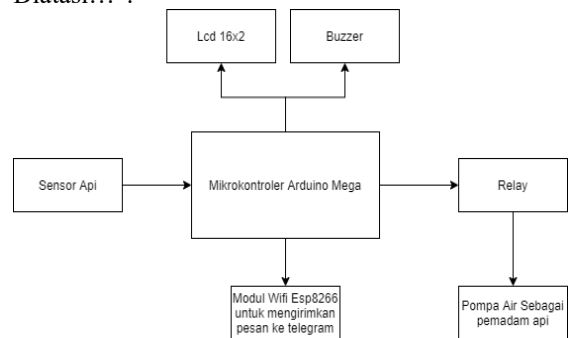 Diatasi… .
Lcd 16x2
Buzzer
Sensor Api
Mikrokontroler Arduino Mega
Relay
Modul Wifi Esp8266
untuk mengirimkan
pesan ke telegram
Pompa Air Sebagai
pemadam api